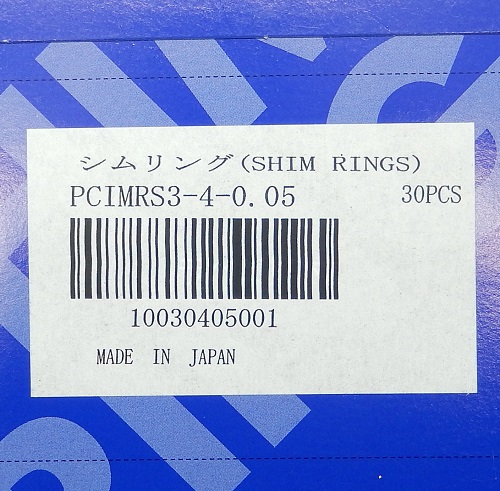 シムリング(SHIM RINGS)
PCIMRS3-4-0.05 30PCS
10030405001
MADE IN JAPAN